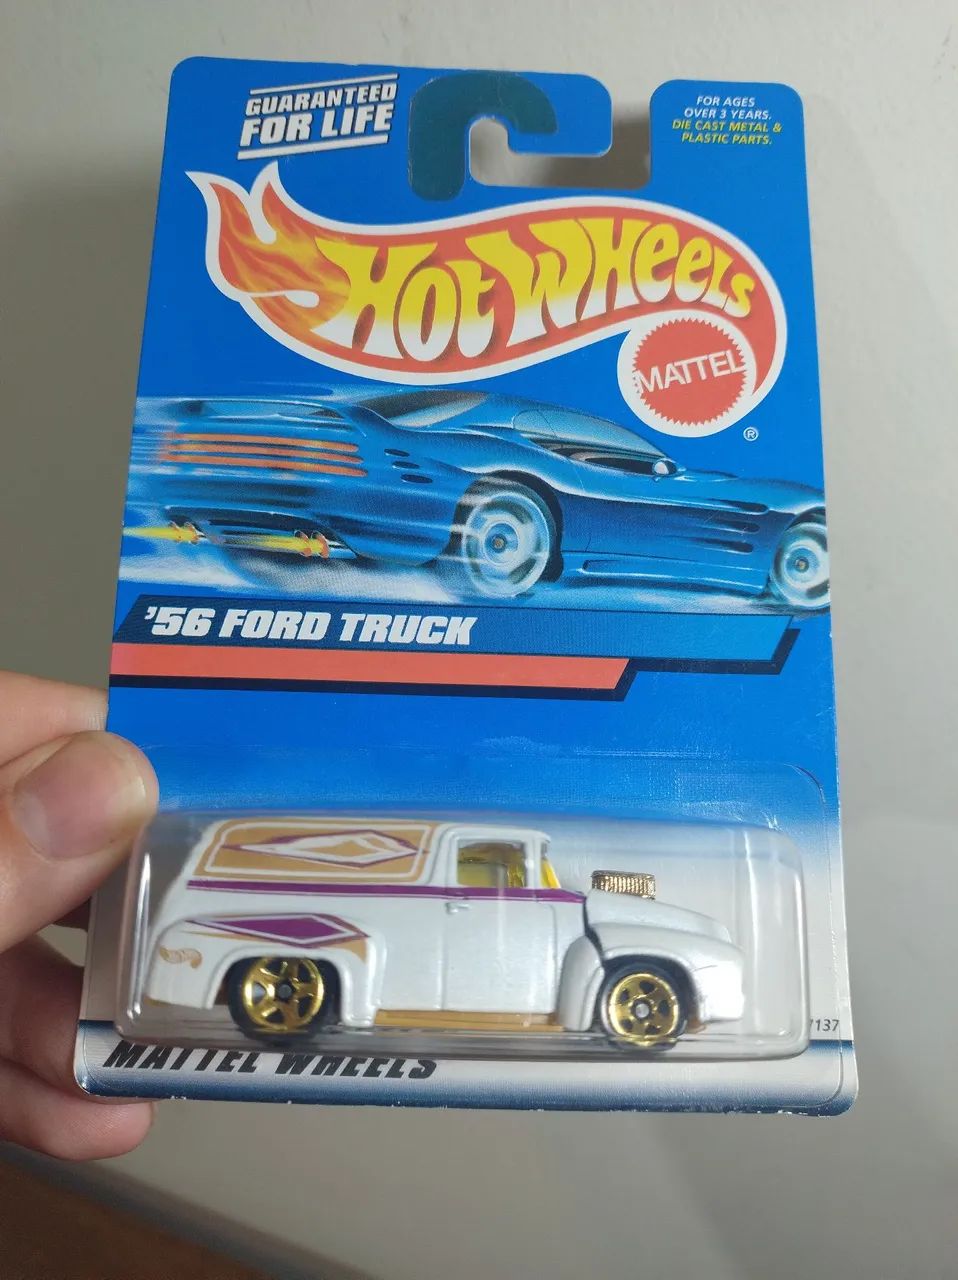 GUARANTEED
FOR LIFE
FOR AGES
OVER 3 YEARS.
DIE CAST METAL &
PLASTIC PARTS.
HOT WHEELS
MATTEL
®
'56 FORD TRUCK
MATTEL WHEELS